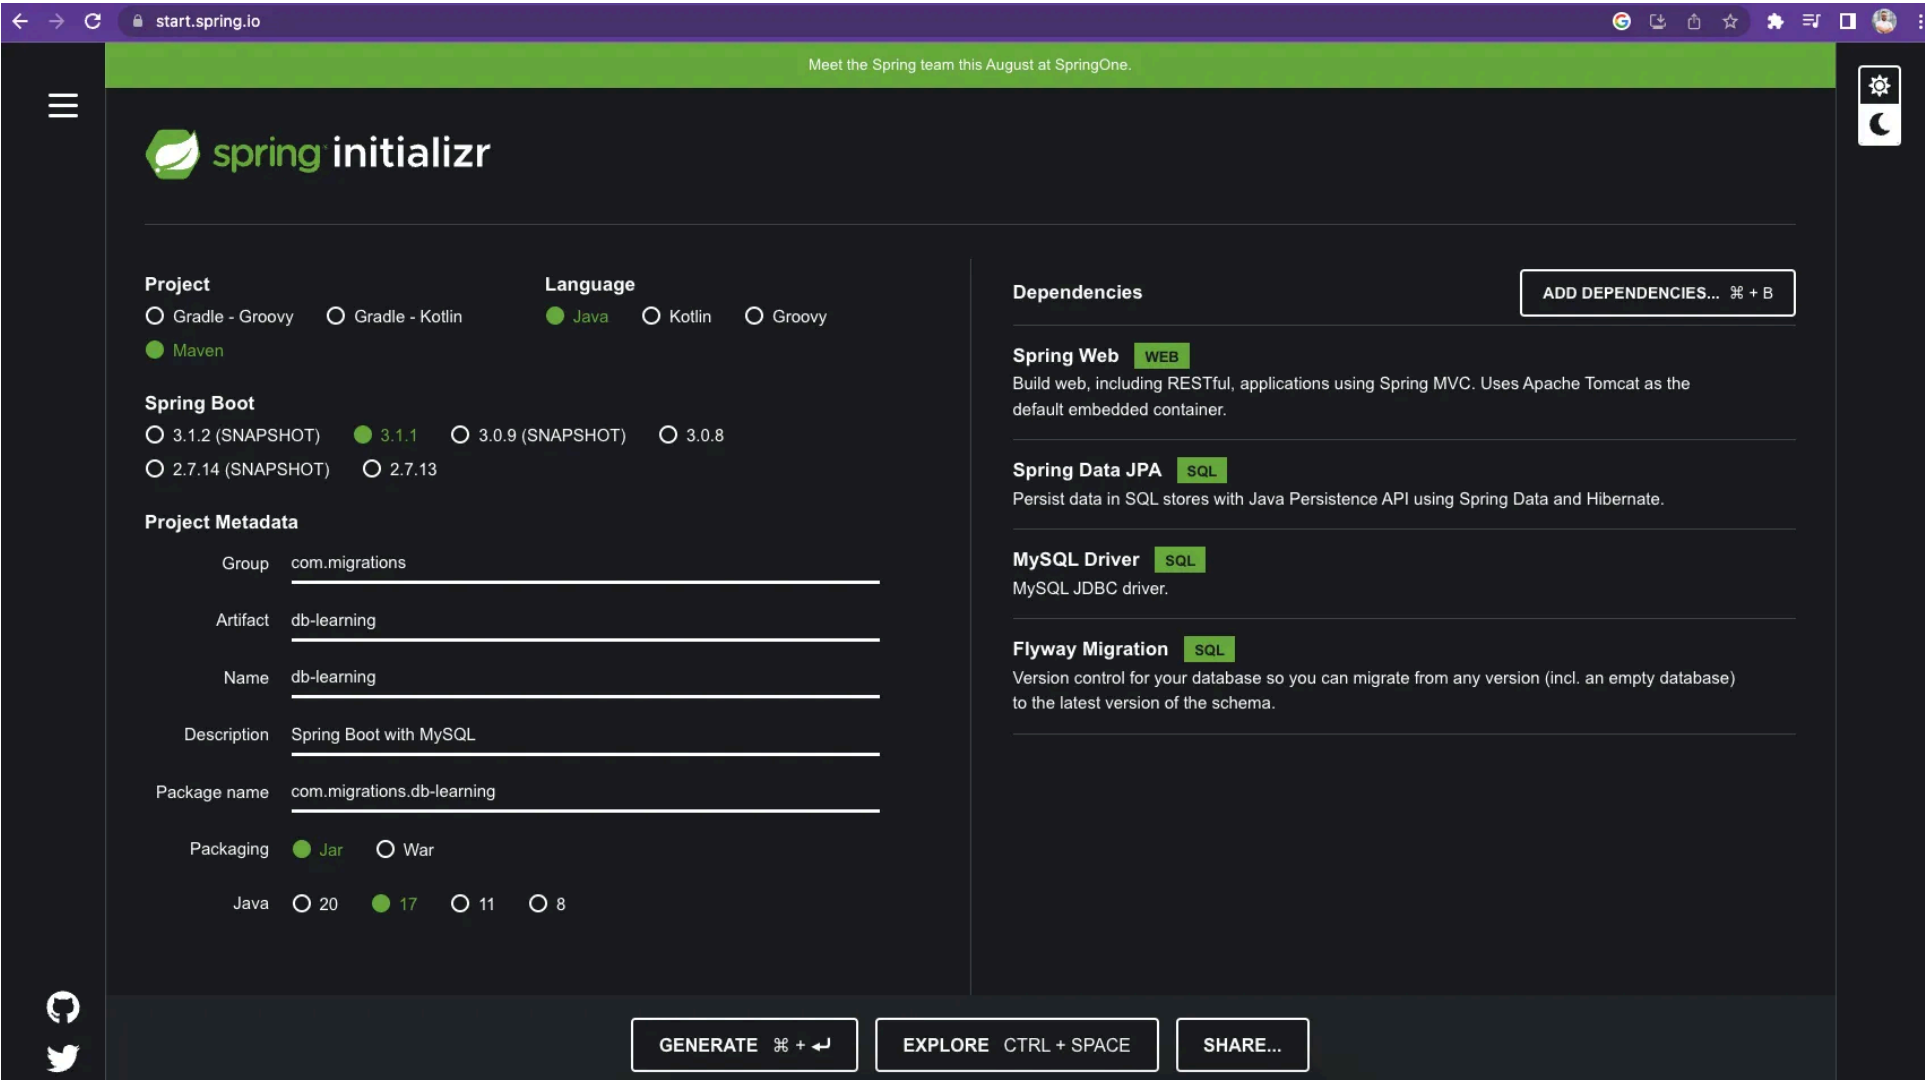 start.spring.io
Meet the Spring team this August at SpringOne.
spring initializr
Project
Gradle - Groovy
Gradle - Kotlin
Maven
Language
Java
Kotlin
Groovy
Spring Boot
3.1.2 (SNAPSHOT)
3.1.1
3.0.9 (SNAPSHOT)
3.0.8
2.7.14 (SNAPSHOT)
2.7.13
Project Metadata
Group com.migrations
Artifact db-learning
Name db-learning
Description Spring Boot with MySQL
Package name com.migrations.db-learning
Packaging Jar War
Java 20 17 11 8
Dependencies
ADD DEPENDENCIES... ⌘ + B
Spring Web WEB
Build web, including RESTful, applications using Spring MVC. Uses Apache Tomcat as the
default embedded container.
Spring Data JPA SQL
Persist data in SQL stores with Java Persistence API using Spring Data and Hibernate.
MySQL Driver SQL
MySQL JDBC driver.
Flyway Migration SQL
Version control for your database so you can migrate from any version (incl. an empty database)
to the latest version of the schema.
GENERATE ⌘ + ↵
EXPLORE CTRL + SPACE
SHARE...